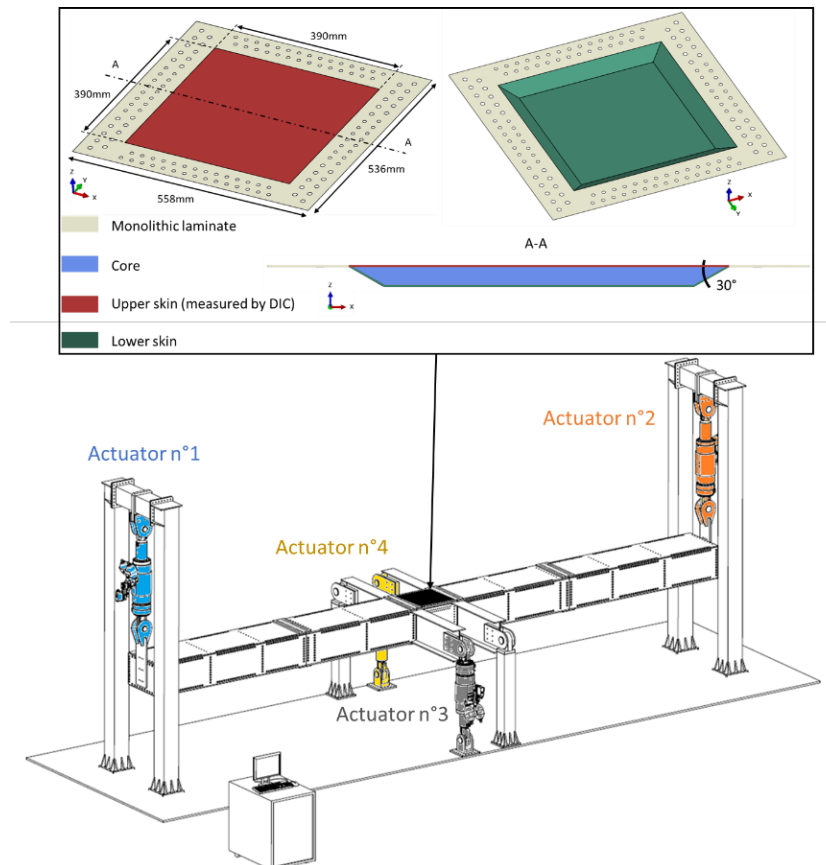 390mm
A
390mm
A
536mm
558mm
Z
Y
X
Z
X
Y
Monolithic laminate
A-A
Core
Z
X
30°
Upper skin (measured by DIC)
Lower skin
Actuator n°2
Actuator n°1
Actuator n°4
Actuator n°3